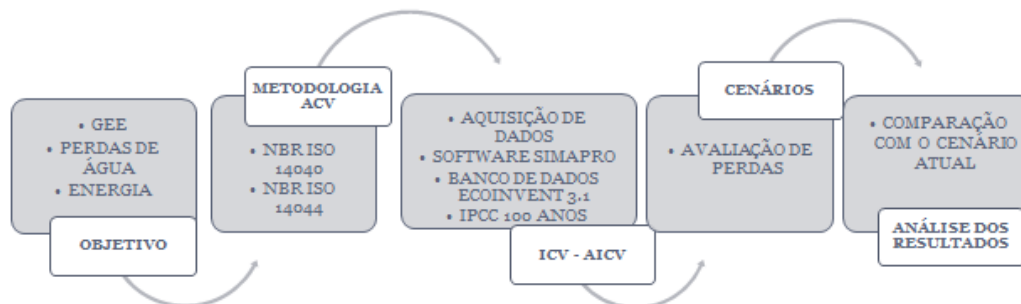 • GEE
• PERDAS DE
ÁGUA
• ENERGIA
OBJETIVO
METODOLOGIA
ACV
• NBR ISO
14040
• NBR ISO
14044
• AQUISIÇÃO DE
DADOS
• SOFTWARE SIMAPRO
• BANCO DE DADOS
ECOINVENT 3.1
• IPCC 100 ANOS
ICV - AICV
CENÁRIOS
• AVALIAÇÃO DE
PERDAS
• COMPARAÇÃO
COM O CENÁRIO
ATUAL
ANÁLISE DOS
RESULTADOS